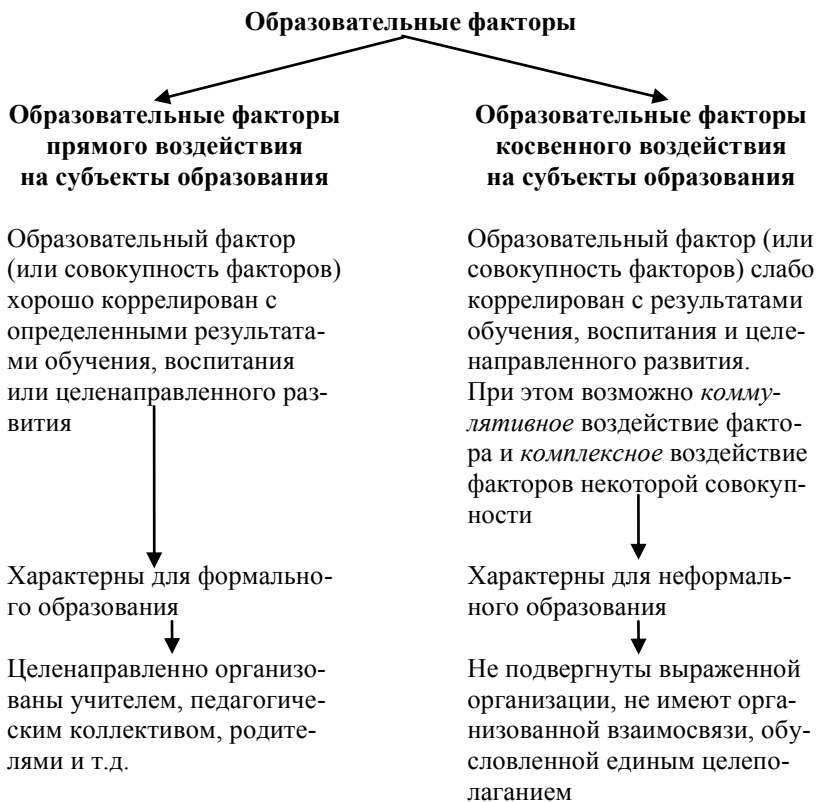 Образовательные факторы
Образовательные факторы
прямого воздействия
на субъекты образования
Образовательный фактор
(или совокупность факторов)
хорошо коррелирован с
определенными результата-
ми обучения, воспитания
или целенаправленного раз-
вития
Характерны для формально-
го образования
Целенаправленно организо-
ваны учителем, педагогиче-
ским коллективом, родите-
лями и т.д.
Образовательные факторы
косвенного воздействия
на субъекты образования
Образовательный фактор (или
совокупность факторов) слабо
коррелирован с результатами
обучения, воспитания и целе-
направленного развития.
При этом возможно комму-
лятивное воздействие факто-
ра и комплексное воздействие
факторов некоторой совокуп-
ности
Характерны для неформаль-
ного образования
Не подвергнуты выраженной
организации, не имеют орга-
низованной взаимосвязи, обу-
словленной единым целепо-
лаганием